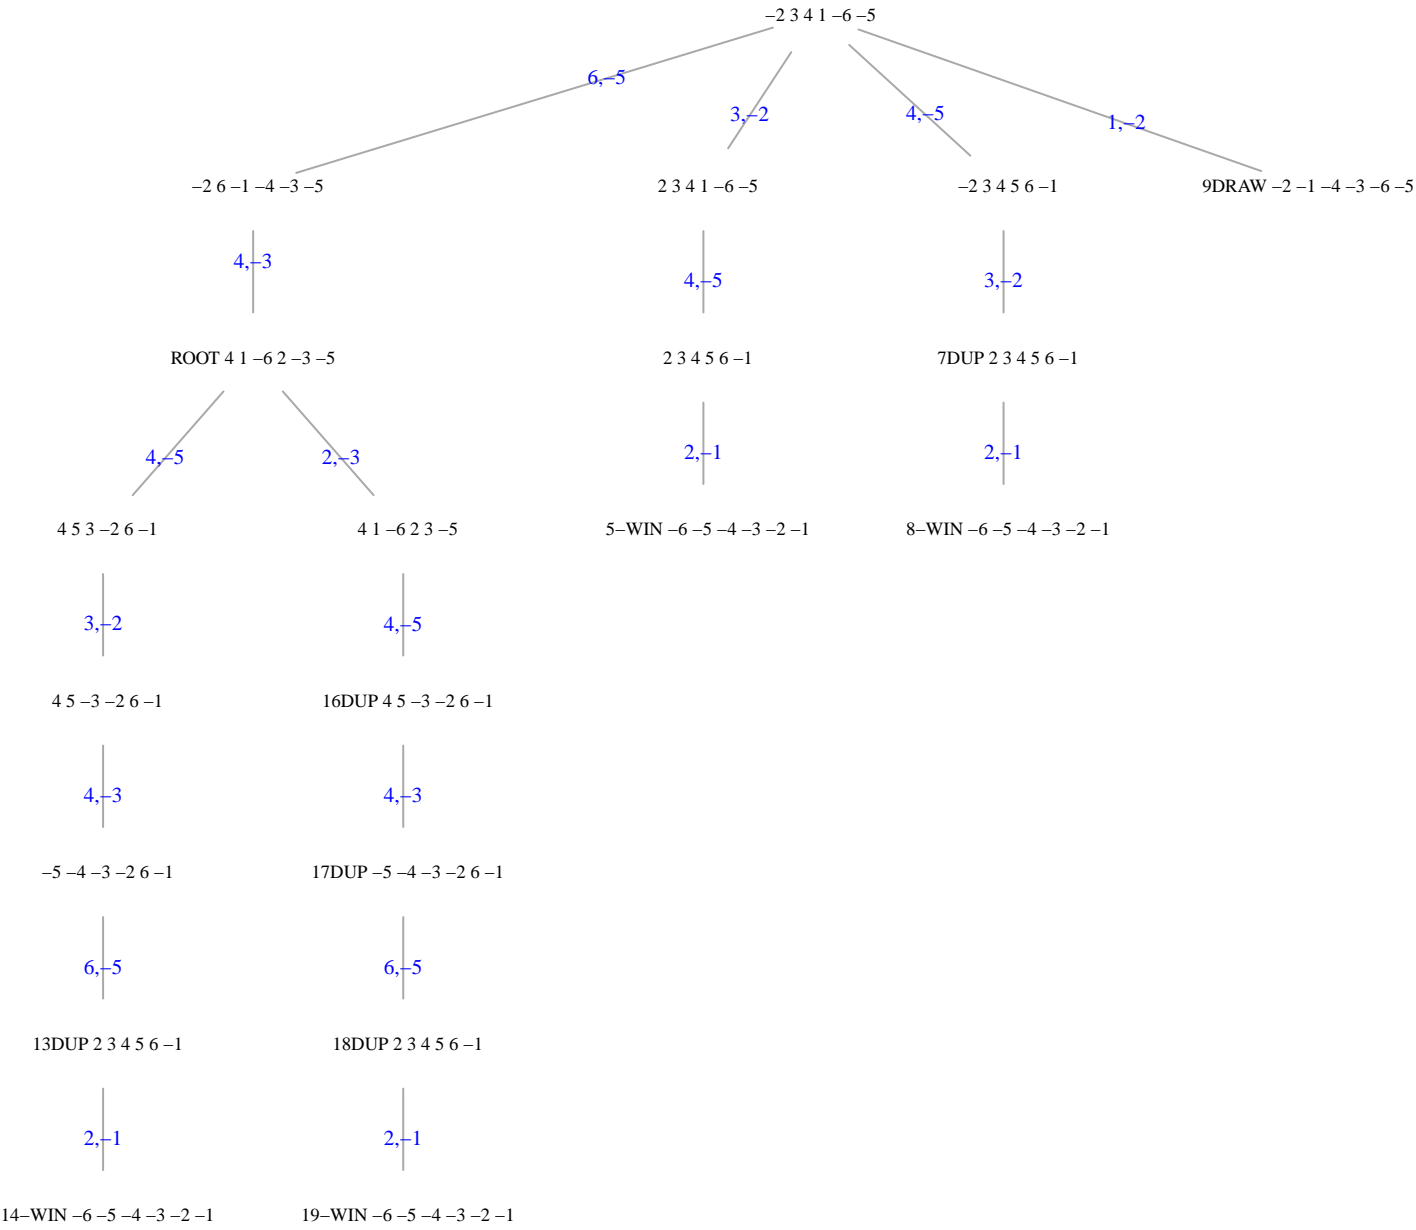 –2 3 4 1 –6 –5
6,–5
3,–2
4,–5
1,–2
–2 6 –1 –4 –3 –5
2 3 4 1 –6 –5
–2 3 4 5 6 –1
9DRAW –2 –1 –4 –3 –6 –5
4,–3
4,–5
3,–2
ROOT 4 1 –6 2 –3 –5
2 3 4 5 6 –1
7DUP 2 3 4 5 6 –1
4,–5
2,–3
2,–1
2,–1
4 5 3 –2 6 –1
4 1 –6 2 3 –5
5–WIN –6 –5 –4 –3 –2 –1
8–WIN –6 –5 –4 –3 –2 –1
3,–2
4,–5
4 5 –3 –2 6 –1
16DUP 4 5 –3 –2 6 –1
4,–3
4,–3
–5 –4 –3 –2 6 –1
17DUP –5 –4 –3 –2 6 –1
6,–5
6,–5
13DUP 2 3 4 5 6 –1
18DUP 2 3 4 5 6 –1
2,–1
2,–1
14–WIN –6 –5 –4 –3 –2 –1
19–WIN –6 –5 –4 –3 –2 –1